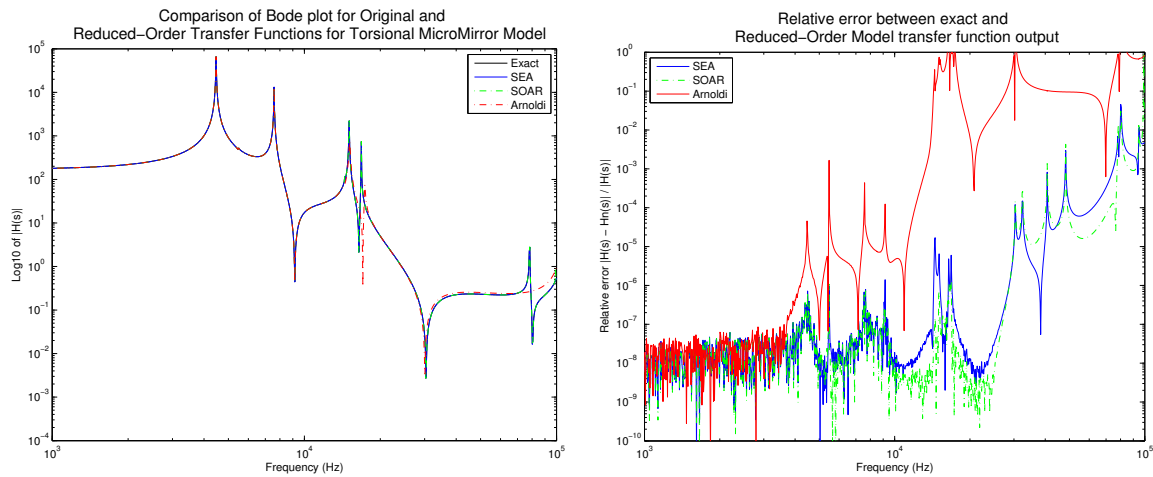 Comparison of Bode plot for Original and
Reduced−Order Transfer Functions for Torsional MicroMirror Model
Log10 of |H(s)|
10^5
10^4
10^3
10^2
10^1
10^0
10^−1
10^−2
10^−3
10^−4
Exact
SEA
SOAR
Arnoldi
10^3
10^4
10^5
Frequency (Hz)
Relative error between exact and
Reduced−Order Model transfer function output
Relative error |H(s) − Hn(s)| / |H(s)|
10^0
10^−1
10^−2
10^−3
10^−4
10^−5
10^−6
10^−7
10^−8
10^−9
10^−10
SEA
SOAR
Arnoldi
10^3
10^4
10^5
Frequency (Hz)